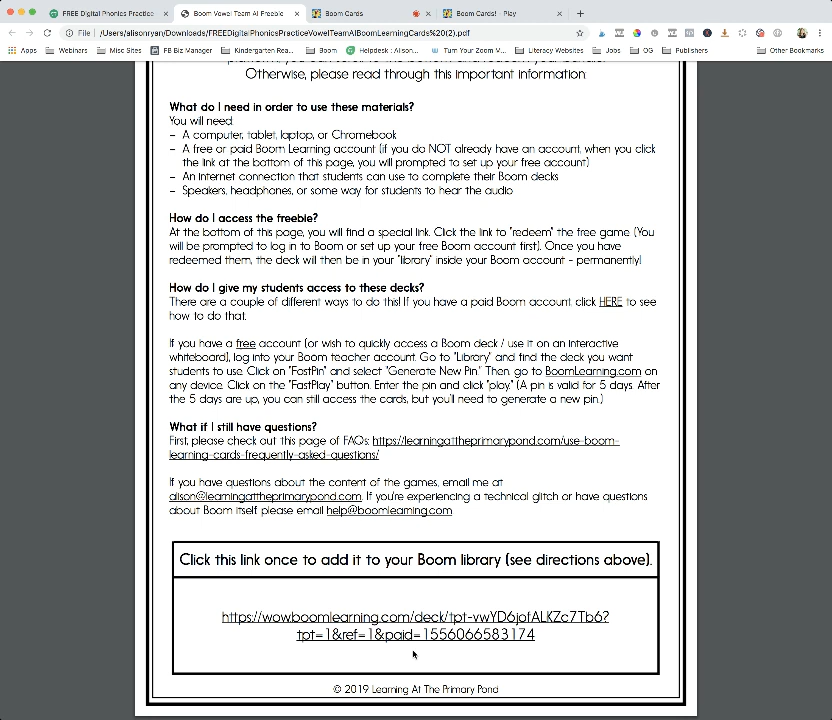 FREE Digital Phonics Practice
Boom Vowel Team AI Freebie
Boom Cards
Boom Cards! - Play
File | /Users/alisonryan/Downloads/FREEDigitalPhonicsPracticeVowelTeamAIBoomLearningCards%20(2).pdf
Apps
Webinars
Misc Sites
FB Biz Manager
Kindergarten Rea...
Boom
Helpdesk : Alison...
Turn Your Zoom V...
Literacy Websites
Jobs
OG
Publishers
Other Bookmarks
Otherwise, please read through this important information:
What do I need in order to use these materials?
You will need:
– A computer, tablet, laptop, or Chromebook
– A free or paid Boom Learning account (if you do NOT already have an account, when you click
the link at the bottom of this page, you will prompted to set up your free account)
– An internet connection that students can use to complete their Boom decks
– Speakers, headphones, or some way for students to hear the audio
How do I access the freebie?
At the bottom of this page, you will find a special link. Click the link to "redeem" the free game (You
will be prompted to log in to Boom or set up your free Boom account first). Once you have
redeemed them, the deck will then be in your "library" inside your Boom account - permanently!
How do I give my students access to these decks?
There are a couple of different ways to do this! If you have a paid Boom account, click HERE to see
how to do that.
If you have a free account (or wish to quickly access a Boom deck / use it on an interactive
whiteboard), log into your Boom teacher account. Go to "Library" and find the deck you want
students to use. Click on "FastPin" and select "Generate New Pin." Then, go to BoomLearning.com on
any device. Click on the "FastPlay" button. Enter the pin and click "play." (A pin is valid for 5 days. After
the 5 days are up, you can still access the cards, but you'll need to generate a new pin.)
What if I still have questions?
First, please check out this page of FAQs: https://learningattheprimarypond.com/use-boom-
learning-cards-frequently-asked-questions/
If you have questions about the content of the games, email me at
alison@learningattheprimarypond.com. If you're experiencing a technical glitch or have questions
about Boom itself, please email help@boomlearning.com.
Click this link once to add it to your Boom library (see directions above).
https://wow.boomlearning.com/deck/tpt-vwYD6jofALKZc7Tb6?
tpt=1&ref=1&paid=1556066583174
© 2019 Learning At The Primary Pond